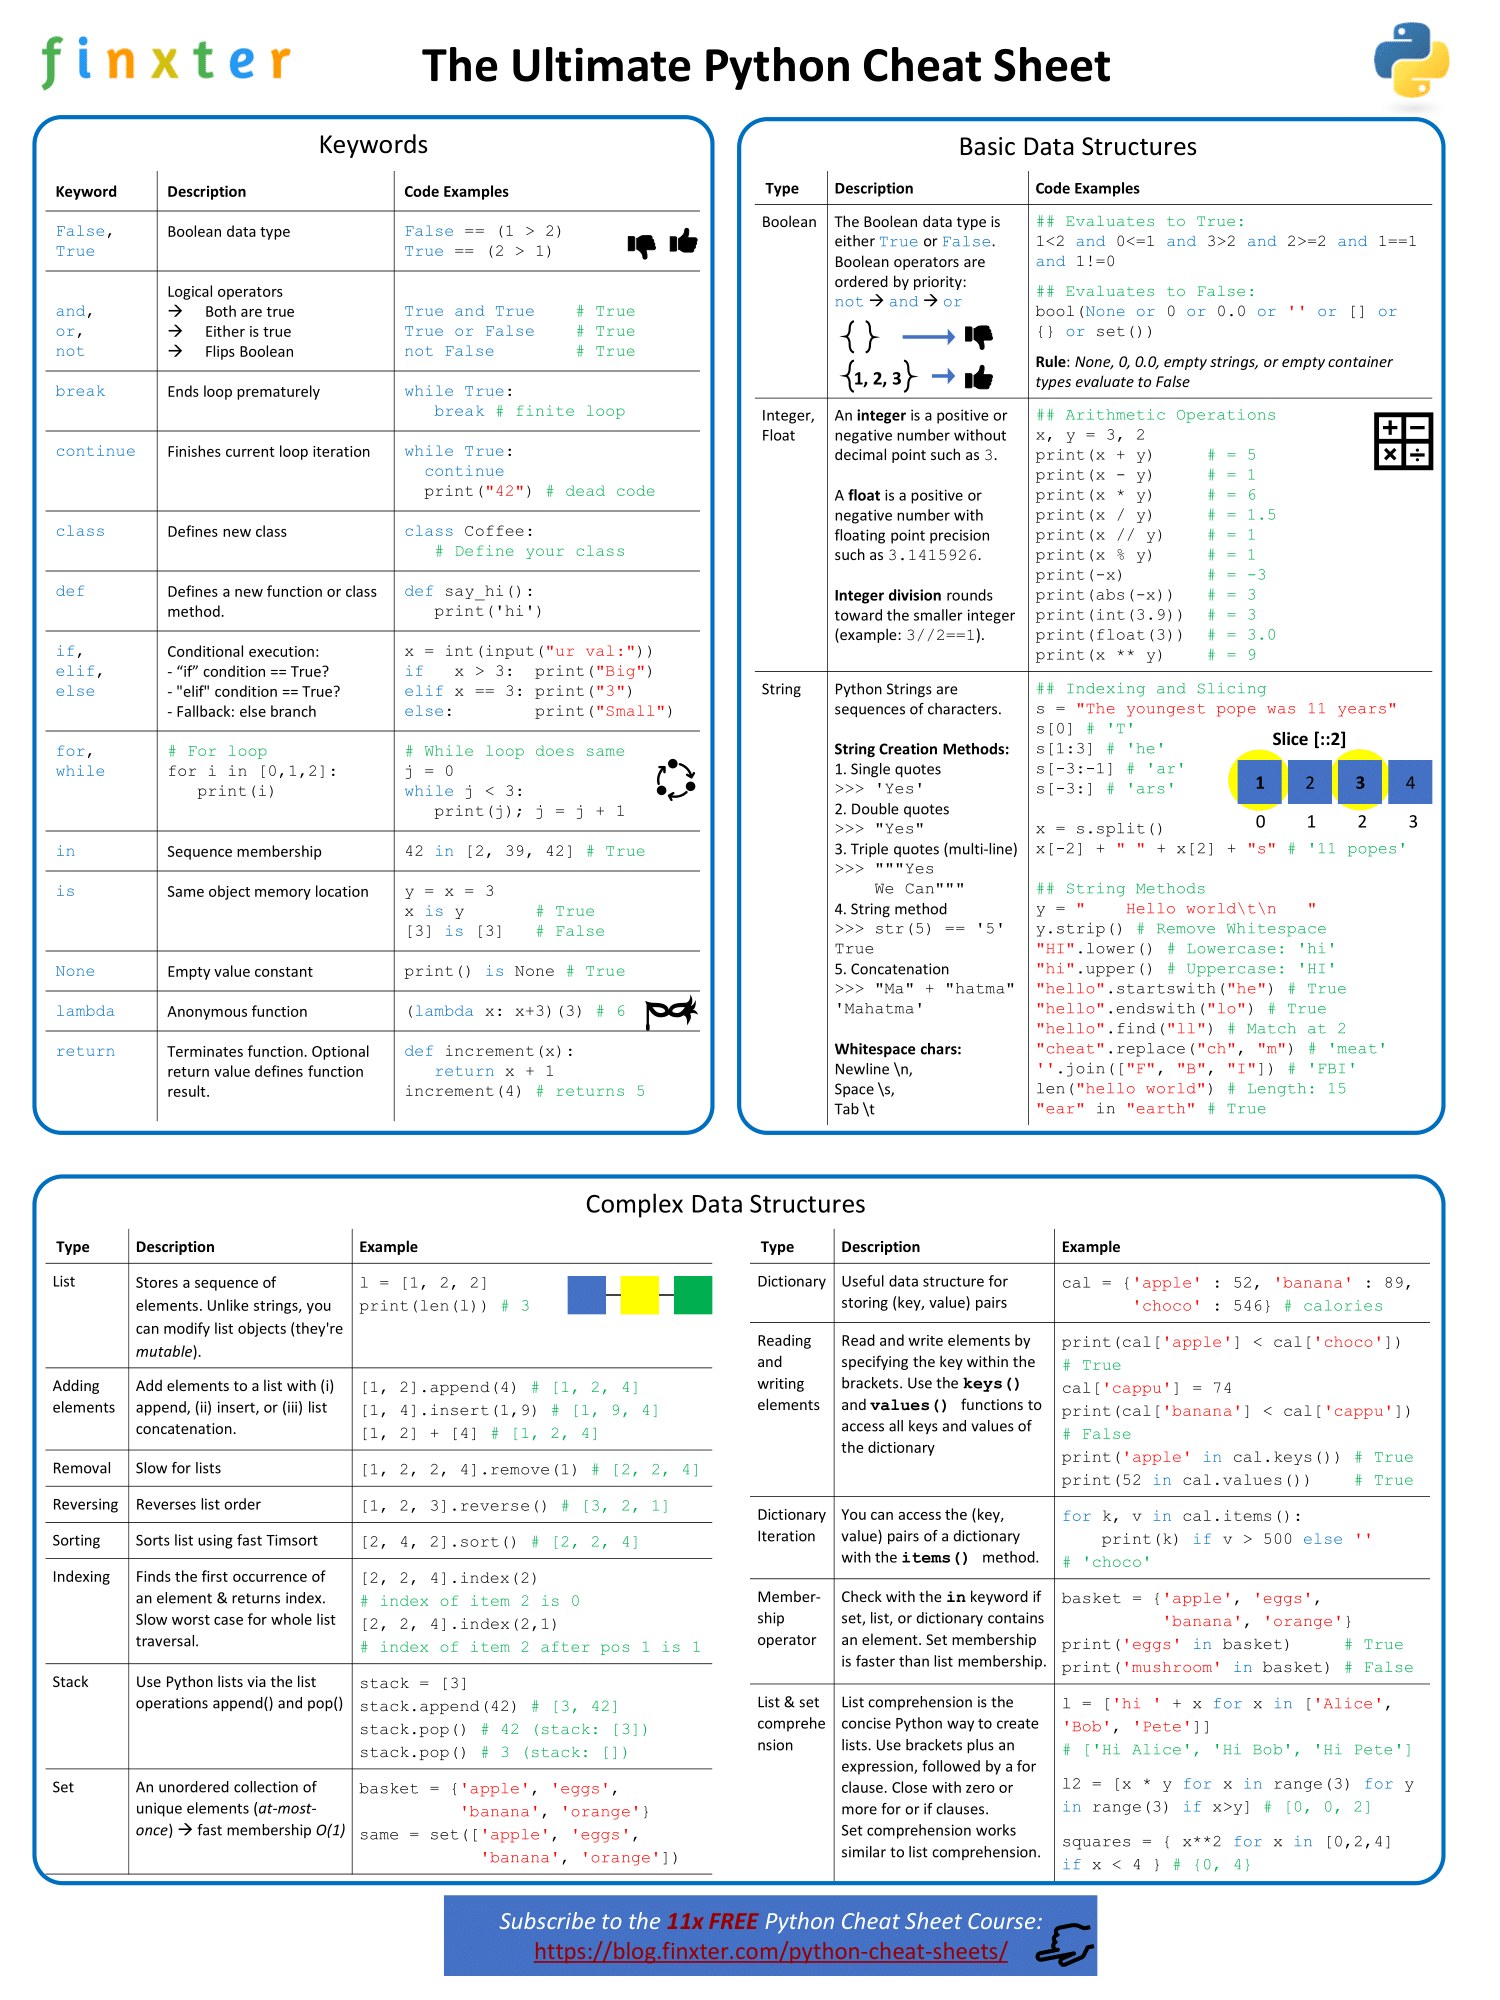 finxter
The Ultimate Python Cheat Sheet
Keywords
Keyword Description Code Examples
False, Boolean data type False == (1 > 2)
True True == (2 > 1)
Logical operators
and, → Both are true True and True # True
or, → Either is true True or False # True
not → Flips Boolean not False # True
break Ends loop prematurely while True:
break # finite loop
continue Finishes current loop iteration while True:
continue
print("42") # dead code
class Defines new class class Coffee:
# Define your class
def Defines a new function or class def say_hi():
method. print('hi')
if, Conditional execution: x = int(input("ur val:"))
elif, - “if” condition == True? if x > 3: print("Big")
else - "elif" condition == True? elif x == 3: print("3")
- Fallback: else branch else: print("Small")
for, # For loop # While loop does same
while for i in [0,1,2]: j = 0
print(i) while j < 3:
print(j); j = j + 1
in Sequence membership 42 in [2, 39, 42] # True
is Same object memory location y = x = 3
x is y # True
[3] is [3] # False
None Empty value constant print() is None # True
lambda Anonymous function (lambda x: x+3)(3) # 6
return Terminates function. Optional def increment(x):
return value defines function return x + 1
result. increment(4) # returns 5
Basic Data Structures
Type Description Code Examples
Boolean The Boolean data type is ## Evaluates to True:
either True or False. 1<2 and 0<=1 and 3>2 and 2>=2 and 1==1
Boolean operators are and 1!=0
ordered by priority: ## Evaluates to False:
not → and → or bool(None or 0 or 0.0 or '' or [] or
{ } {} or set())
{1, 2, 3} Rule: None, 0, 0.0, empty strings, or empty container
types evaluate to False
Integer, An integer is a positive or ## Arithmetic Operations
Float negative number without x, y = 3, 2
decimal point such as 3. print(x + y) # = 5
print(x - y) # = 1
A float is a positive or print(x * y) # = 6
negative number with print(x / y) # = 1.5
floating point precision print(x // y) # = 1
such as 3.1415926. print(x % y) # = 1
print(-x) # = -3
Integer division rounds print(abs(-x)) # = 3
toward the smaller integer print(int(3.9)) # = 3
(example: 3//2==1). print(float(3)) # = 3.0
print(x ** y) # = 9
+ − × ÷
String Python Strings are ## Indexing and Slicing
sequences of characters. s = "The youngest pope was 11 years"
s[0] # 'T'
String Creation Methods: s[1:3] # 'he'
1. Single quotes s[-3:-1] # 'ar'
>>> 'Yes' s[-3:] # 'ars'
2. Double quotes
>>> "Yes" x = s.split()
3. Triple quotes (multi-line) x[-2] + " " + x[2] + "s" # '11 popes'
>>> """Yes
We Can""" ## String Methods
4. String method y = " Hello world\t\n "
>>> str(5) == '5' y.strip() # Remove Whitespace
True "HI".lower() # Lowercase: 'hi'
5. Concatenation "hi".upper() # Uppercase: 'HI'
>>> "Ma" + "hatma" "hello".startswith("he") # True
'Mahatma' "hello".endswith("lo") # True
"hello".find("ll") # Match at 2
Whitespace chars: "cheat".replace("ch", "m") # 'meat'
Newline \n, ''.join(["F", "B", "I"]) # 'FBI'
Space \s, len("hello world") # Length: 15
Tab \t "ear" in "earth" # True
Slice [::2]
1 2 3 4
0 1 2 3
Complex Data Structures
Type Description Example
List Stores a sequence of l = [1, 2, 2]
elements. Unlike strings, you print(len(l)) # 3
can modify list objects (they're
mutable).
Adding Add elements to a list with (i) [1, 2].append(4) # [1, 2, 4]
elements append, (ii) insert, or (iii) list [1, 4].insert(1,9) # [1, 9, 4]
concatenation. [1, 2] + [4] # [1, 2, 4]
Removal Slow for lists [1, 2, 2, 4].remove(1) # [2, 2, 4]
Reversing Reverses list order [1, 2, 3].reverse() # [3, 2, 1]
Sorting Sorts list using fast Timsort [2, 4, 2].sort() # [2, 2, 4]
Indexing Finds the first occurrence of [2, 2, 4].index(2)
an element & returns index. # index of item 2 is 0
Slow worst case for whole list [2, 2, 4].index(2,1)
traversal. # index of item 2 after pos 1 is 1
Stack Use Python lists via the list stack = [3]
operations append() and pop() stack.append(42) # [3, 42]
stack.pop() # 42 (stack: [3])
stack.pop() # 3 (stack: [])
Set An unordered collection of basket = {'apple', 'eggs',
unique elements (at-most- 'banana', 'orange'}
once) → fast membership O(1) same = set(['apple', 'eggs',
'banana', 'orange'])
Type Description Example
Dictionary Useful data structure for cal = {'apple' : 52, 'banana' : 89,
storing (key, value) pairs 'choco' : 546} # calories
Reading Read and write elements by print(cal['apple'] < cal['choco'])
and specifying the key within the # True
writing brackets. Use the keys() cal['cappu'] = 74
elements and values() functions to print(cal['banana'] < cal['cappu'])
access all keys and values of # False
the dictionary print('apple' in cal.keys()) # True
print(52 in cal.values()) # True
Dictionary You can access the (key, for k, v in cal.items():
Iteration value) pairs of a dictionary print(k) if v > 500 else ''
with the items() method. # 'choco'
Member- Check with the in keyword if basket = {'apple', 'eggs',
ship set, list, or dictionary contains 'banana', 'orange'}
operator an element. Set membership print('eggs' in basket) # True
is faster than list membership. print('mushroom' in basket) # False
List & set List comprehension is the l = ['hi ' + x for x in ['Alice',
comprehe concise Python way to create 'Bob', 'Pete']]
nsion lists. Use brackets plus an # ['Hi Alice', 'Hi Bob', 'Hi Pete']
expression, followed by a for
clause. Close with zero or l2 = [x * y for x in range(3) for y
more for or if clauses. in range(3) if x>y] # [0, 0, 2]
Set comprehension works squares = { x**2 for x in [0,2,4]
similar to list comprehension. if x < 4 } # {0, 4}
Subscribe to the 11x FREE Python Cheat Sheet Course:
https://blog.finxter.com/python-cheat-sheets/